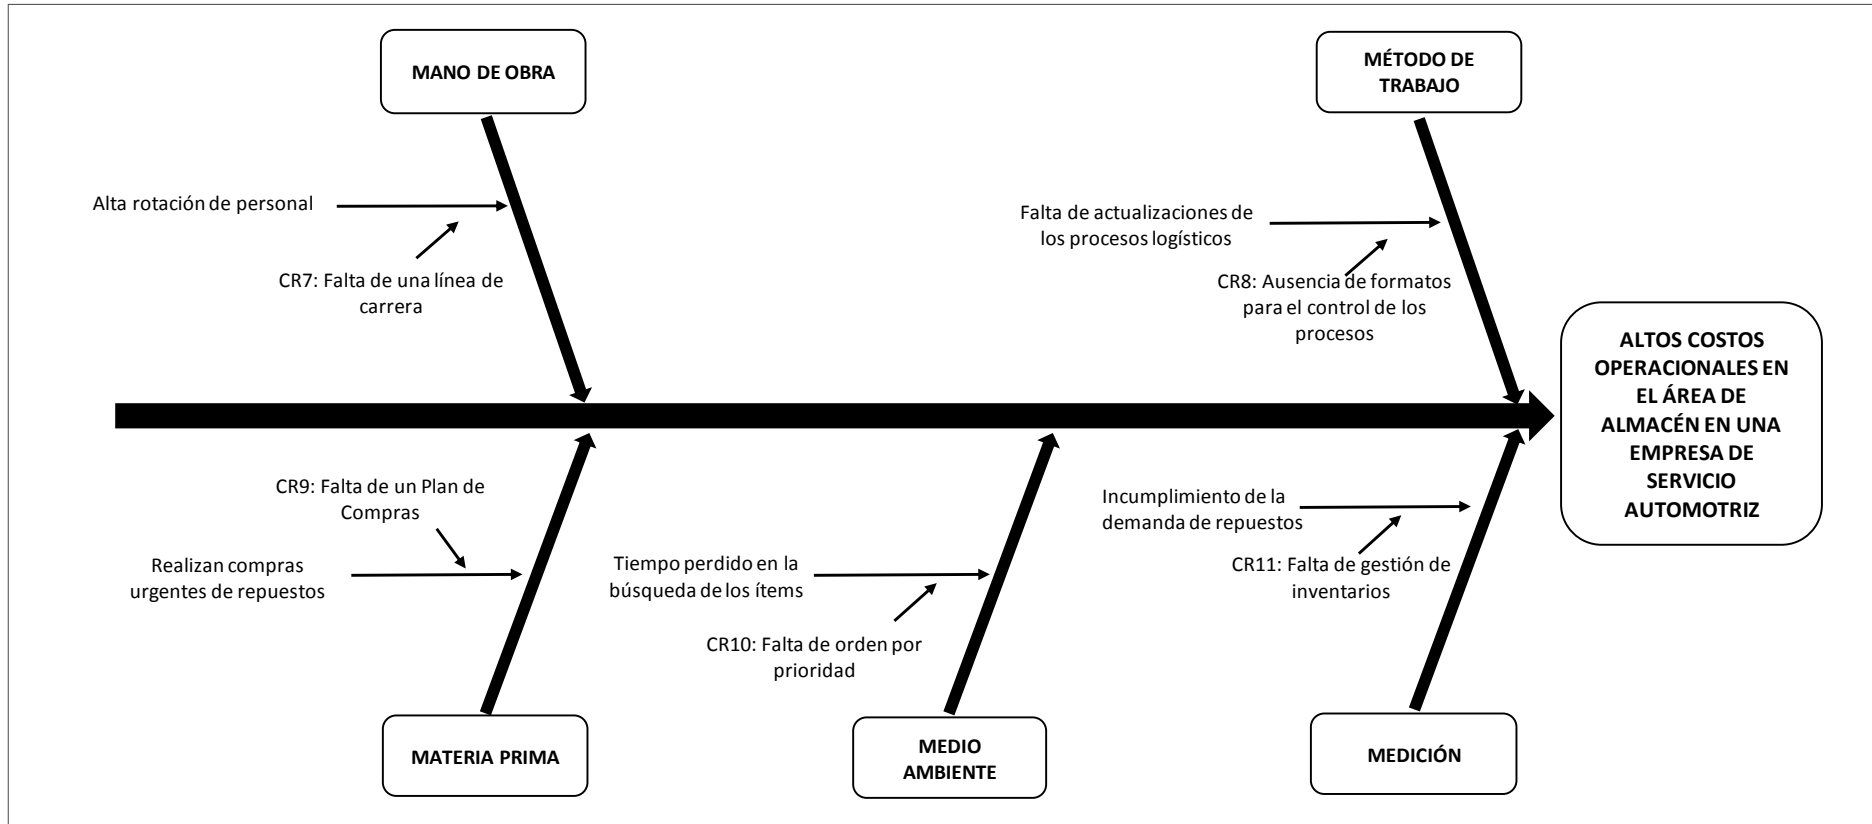 MANO DE OBRA
MÉTODO DE
TRABAJO
Alta rotación de personal
CR7: Falta de una línea de
carrera
Falta de actualizaciones de
los procesos logísticos
CR8: Ausencia de formatos
para el control de los
procesos
ALTOS COSTOS
OPERACIONALES EN
EL ÁREA DE
ALMACÉN EN UNA
EMPRESA DE
SERVICIO
AUTOMOTRIZ
CR9: Falta de un Plan de
Compras
Realizan compras
urgentes de repuestos
Tiempo perdido en la
búsqueda de los ítems
CR10: Falta de orden por
prioridad
Incumplimiento de la
demanda de repuestos
CR11: Falta de gestión de
inventarios
MATERIA PRIMA
MEDIO
AMBIENTE
MEDICIÓN